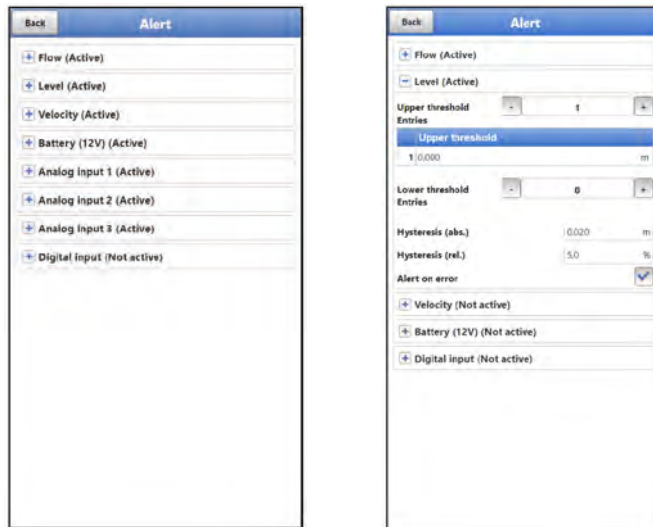 Back Alert
+ Flow (Active)
+ Level (Active)
+ Velocity (Active)
+ Battery (12V) (Active)
+ Analog input 1 (Active)
+ Analog input 2 (Active)
+ Analog input 3 (Active)
+ Digital input (Not active)
Back Alert
+ Flow (Active)
− Level (Active)
Upper threshold - 1 +
Entries
Upper threshold
1 0.000 m
Lower threshold - 0 +
Entries
Hysteresis (abs.) 0.020 m
Hysteresis (rel.) 5.0 %
Alert on error
+ Velocity (Not active)
+ Battery (12V) (Not active)
+ Digital input (Not active)